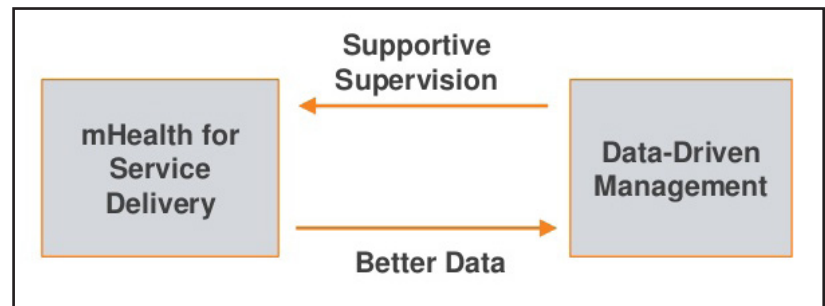 Supportive
Supervision
mHealth for
Service
Delivery
Data-Driven
Management
Better Data